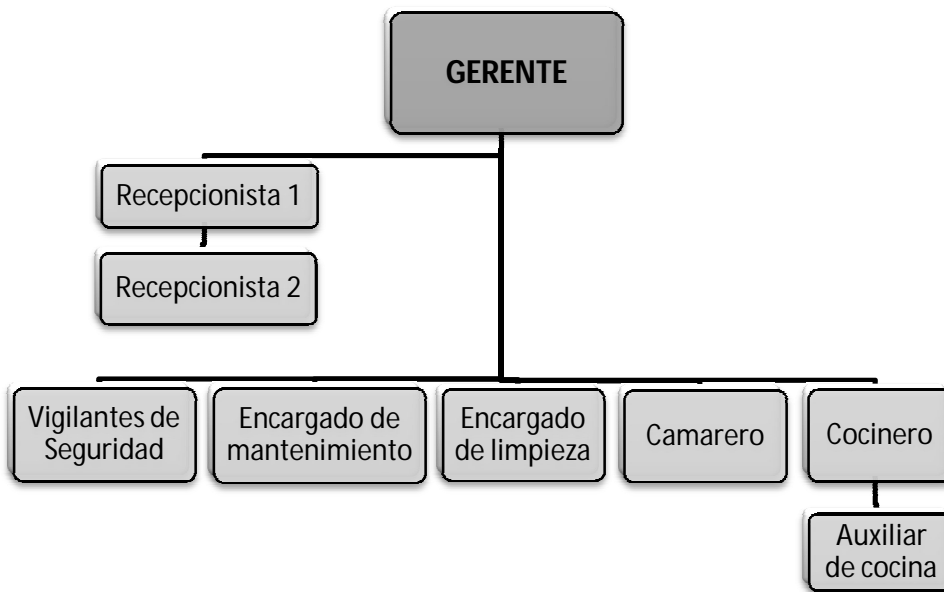 GERENTE
Recepcionista 1
Recepcionista 2
Vigilantes de
Seguridad
Encargado de
mantenimiento
Encargado
de limpieza
Camarero
Cocinero
Auxiliar
de cocina